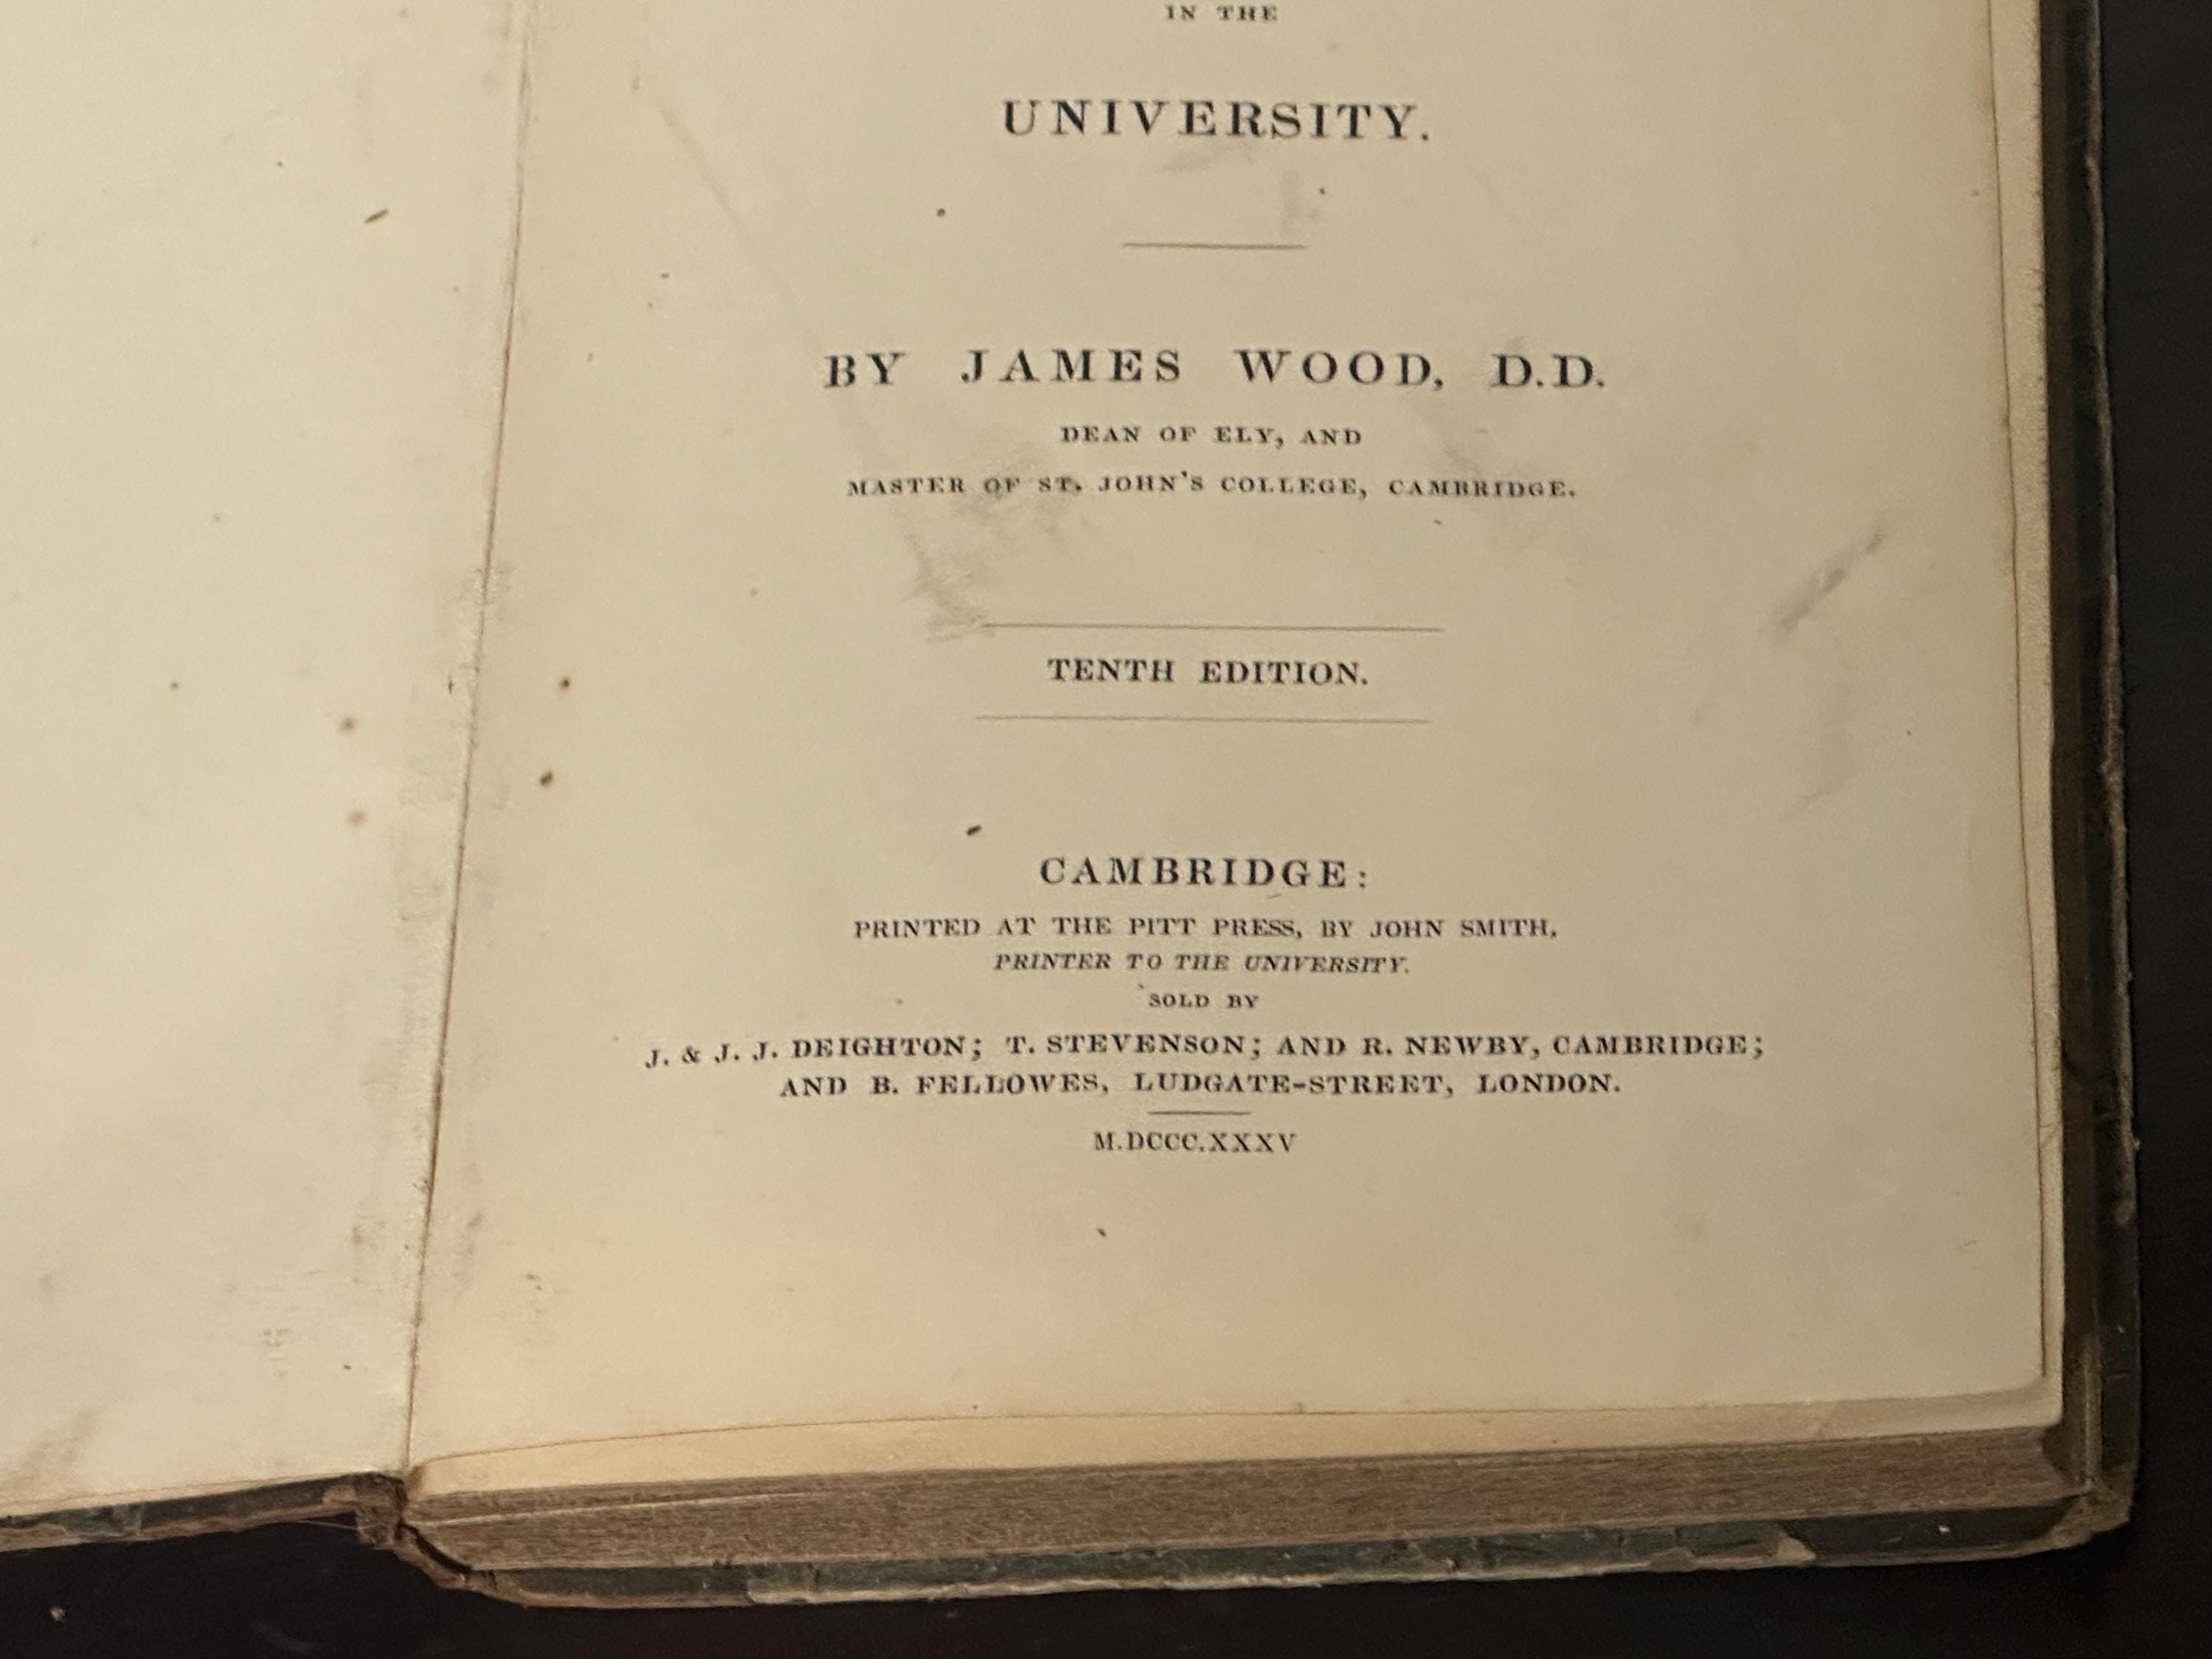 IN THE
UNIVERSITY.
BY JAMES WOOD, D.D.
DEAN OF ELY, AND
MASTER OF ST. JOHN'S COLLEGE, CAMBRIDGE.
TENTH EDITION.
CAMBRIDGE:
PRINTED AT THE PITT PRESS, BY JOHN SMITH,
PRINTER TO THE UNIVERSITY.
SOLD BY
J. & J. J. DEIGHTON; T. STEVENSON; AND R. NEWBY, CAMBRIDGE;
AND B. FELLOWES, LUDGATE-STREET, LONDON.
M.DCCC.XXXV